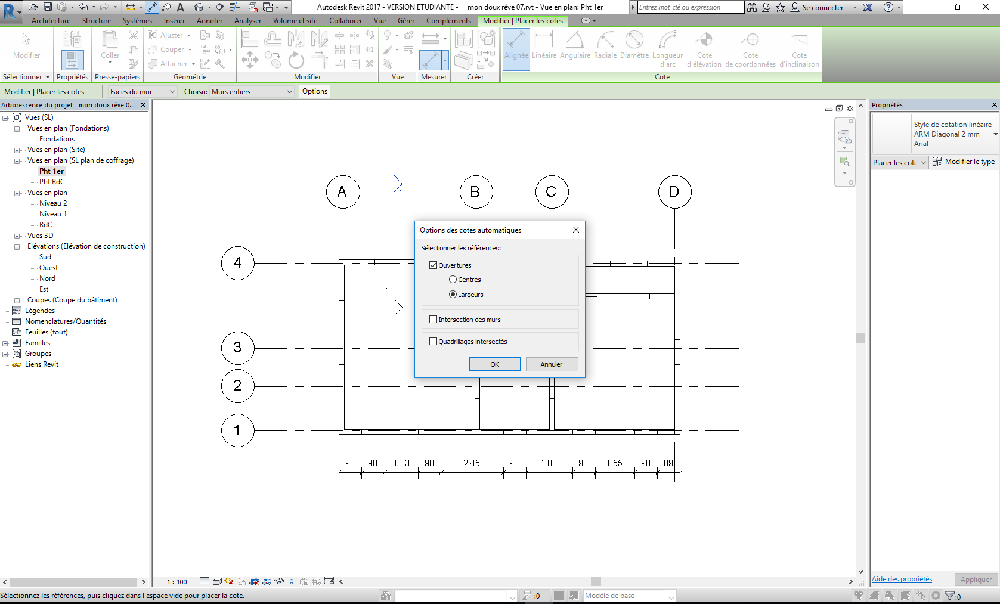 Autodesk Revit 2017 - VERSION ETUDIANTE - mon doux rêve 07.rvt - Vue en plan: Pht 1er
Entrez mot-clé ou expression
Se connecter
Architecture Structure Systèmes Insérer Annoter Analyser Volume et site Collaborer Vue Gérer Compléments Modifier | Placer les cotes
Modifier
Coller
Ajuster
Couper
Attacher
Alignée Linéaire Angulaire Radiale Diamètre Longueur d'arc Cote d'élévation Cote de coordonnées Cote d'inclinaison
Sélectionner Propriétés Presse-papiers Géométrie Modifier Vue Mesurer Créer Cote
Modifier | Placer les cotes Faces du mur Choisir: Murs entiers Options
Arborescence du projet - mon doux rêve 0...
Vues (SL)
Vues en plan (Fondations)
Fondations
Vues en plan (Site)
Vues en plan (SL plan de coffrage)
Pht 1er
Pht RdC
Vues en plan
Niveau 2
Niveau 1
RdC
Vues 3D
Elévations (Elévation de construction)
Sud
Ouest
Nord
Est
Coupes (Coupe du bâtiment)
Légendes
Nomenclatures/Quantités
Feuilles (tout)
Familles
Groupes
Liens Revit
A B C D
4
3
2
1
90 90 1.33 90 2.45 90 1.83 90 1.55 90 89
Options des cotes automatiques
Sélectionner les références:
Ouvertures
Centres
Largeurs
Intersection des murs
Quadrillages intersectés
OK Annuler
2D
Propriétés
Style de cotation linéaire
ARM Diagonal 2 mm
Arial
Placer les cote
Modifier le type
Aide des propriétés Appliquer
1 : 100
Sélectionnez les références, puis cliquez dans l'espace vide pour placer la cote.
:0
Modèle de base
:0